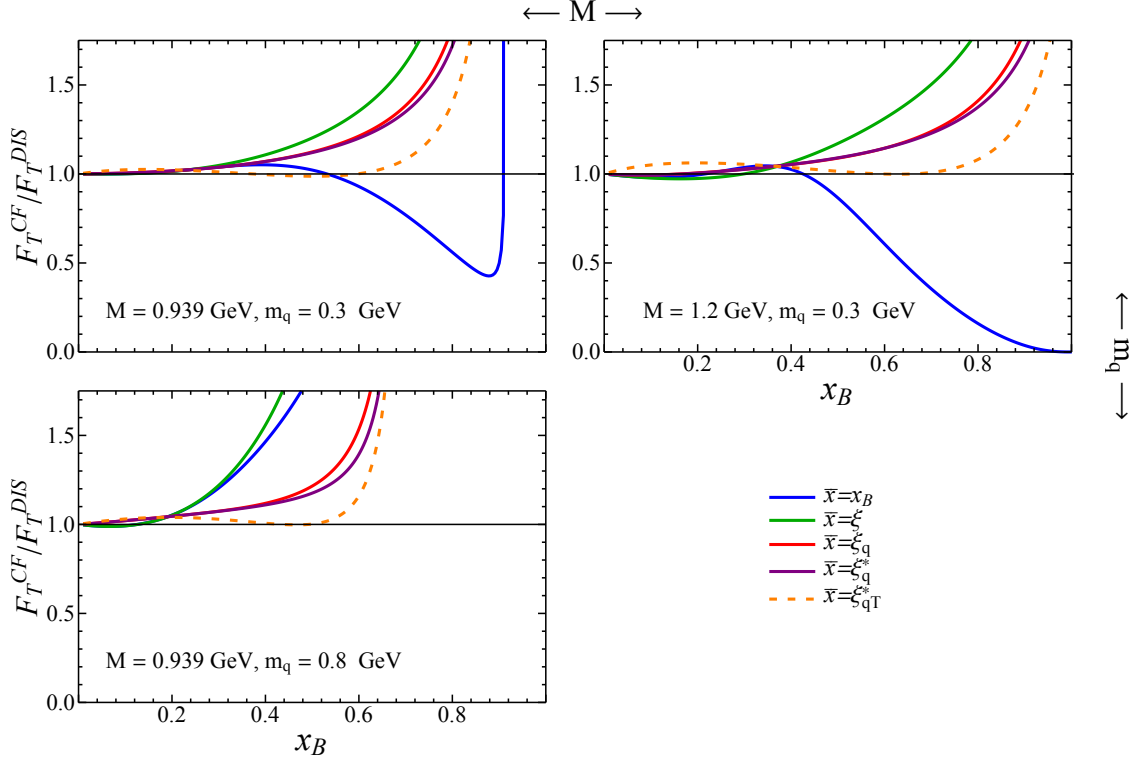 ← M →
F_T^CF/F_T^DIS
1.5
1.0
0.5
0.0
M = 0.939 GeV, m_q = 0.3 GeV
1.5
1.0
0.5
0.0
M = 1.2 GeV, m_q = 0.3 GeV
0.2 0.4 0.6 0.8
x_B
← m_q →
F_T^CF/F_T^DIS
1.5
1.0
0.5
0.0
M = 0.939 GeV, m_q = 0.8 GeV
0.2 0.4 0.6 0.8
x_B
x̄=x_B
x̄=ξ
x̄=ξ_q
x̄=ξ_q^*
x̄=ξ_qT^*